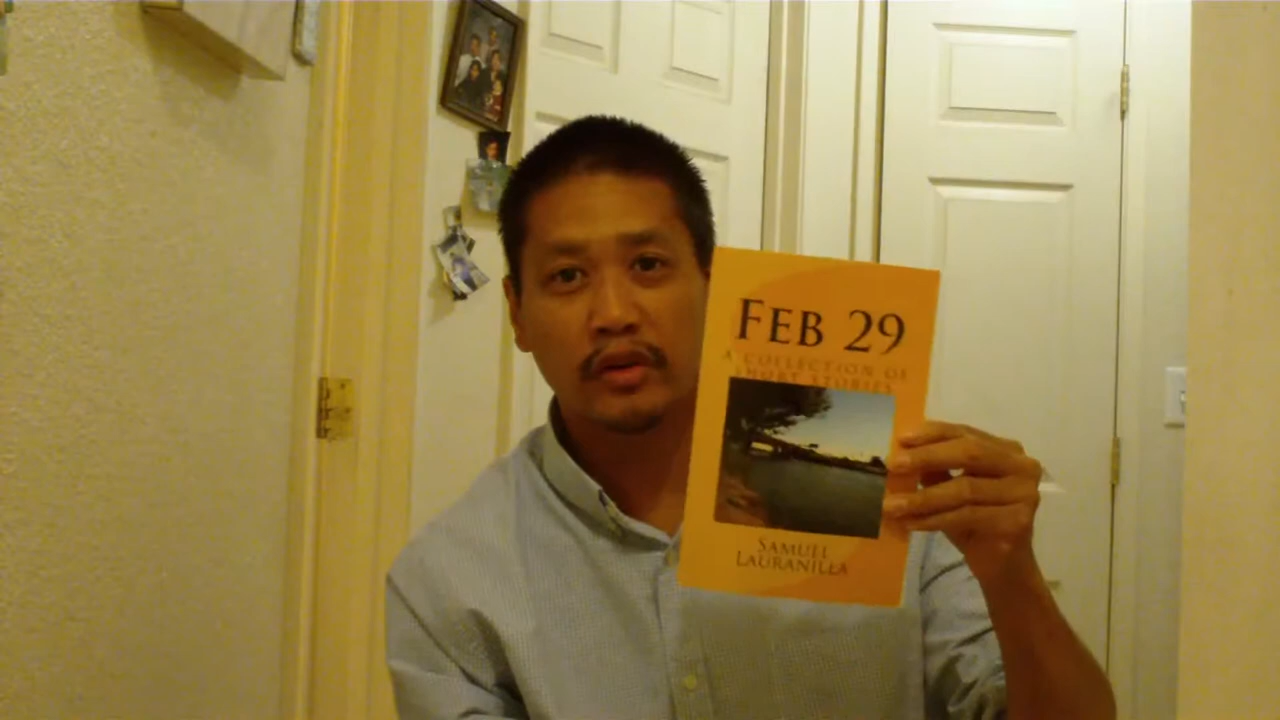 FEB 29
A COLLECTION OF
SHORT STORIES
SAMUEL
LAURANILLA